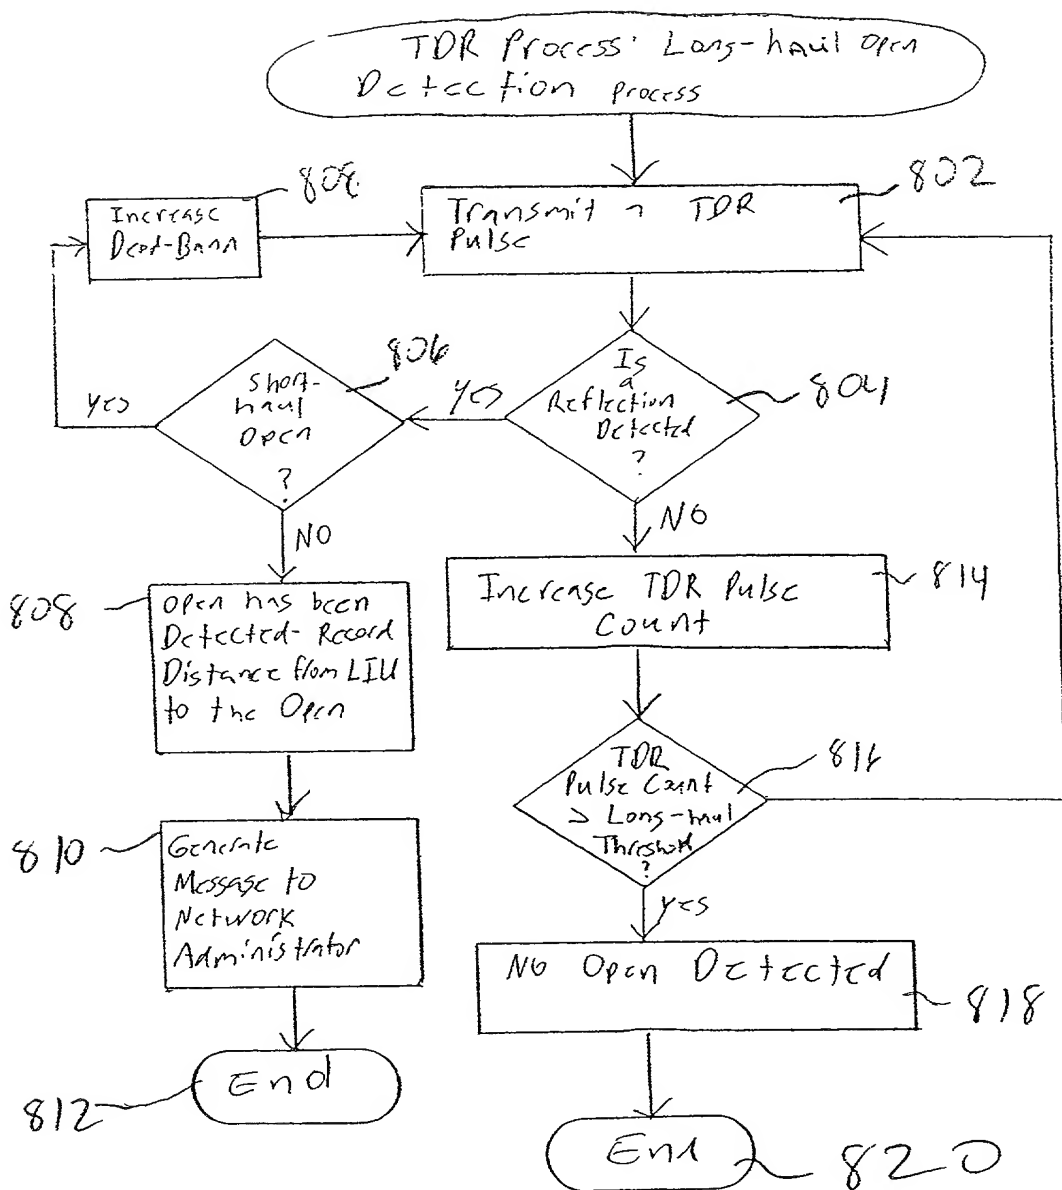 TDR Process: Long-haul Open
Detection process
808
802
Increase
Transmit a TDR
Pulse
806
Short-
haul
Open
?
Yes
Yes
Is
a
Reflection
Detected
?
804
NO
NO
808
Open has been
Detected- Record
Distance from LIU
to the Open
Increase TDR Pulse
Count
814
TDR
Pulse Count
> Long-haul
Threshold
?
816
Yes
810
Generate
Message to
Network
Administrator
No Open Detected
818
End
812
End
820